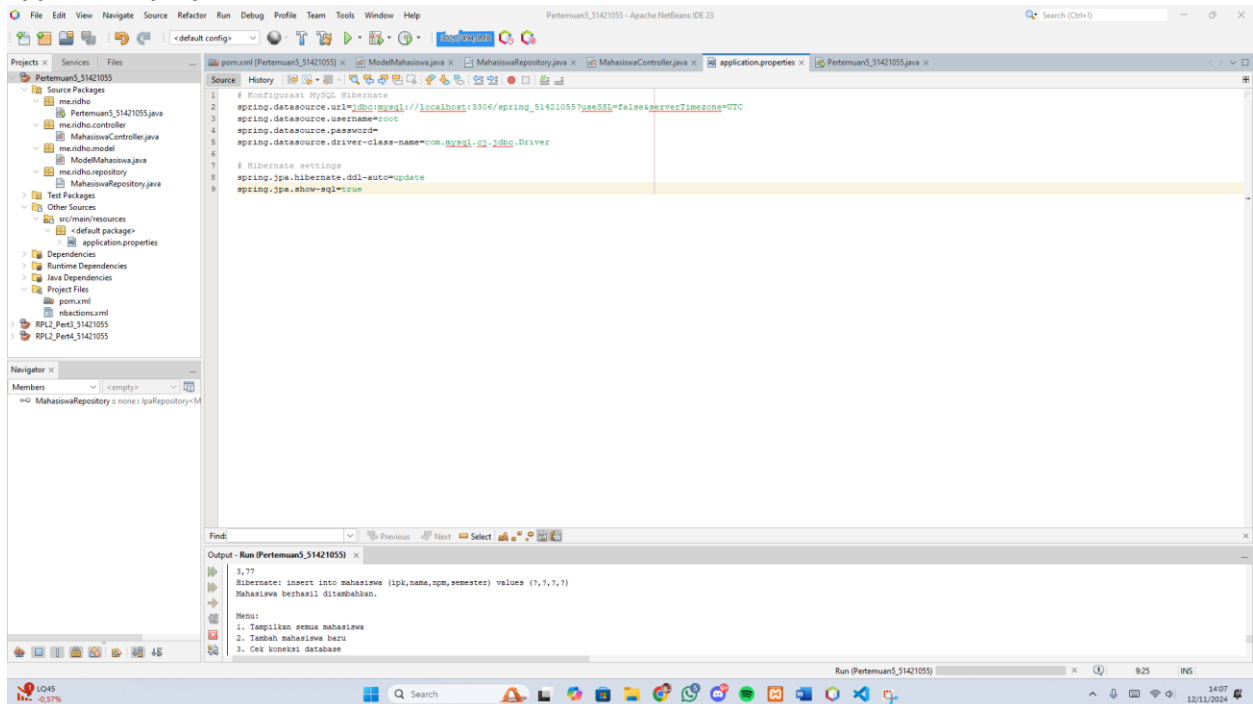 File Edit View Navigate Source Refactor Run Debug Profile Team Tools Window Help
Pertemuan5_51421055 - Apache NetBeans IDE 23
Search (Ctrl+I)
<default config>
Projects Services Files
pom.xml [Pertemuan5_51421055] ModelMahasiswa.java MahasiswaRepository.java MahasiswaController.java application.properties Pertemuan5_51421055.java
Source History
Pertemuan5_51421055
Source Packages
me.ridho
Pertemuan5_51421055.java
me.ridho.controller
MahasiswaController.java
me.ridho.model
ModelMahasiswa.java
me.ridho.repository
MahasiswaRepository.java
Test Packages
Other Sources
src/main/resources
<default package>
application.properties
Dependencies
Runtime Dependencies
Java Dependencies
Project Files
pom.xml
nbactions.xml
RPL2_Pert3_51421055
RPL2_Pert4_51421055
1 # Konfigurasi MySQL Hibernate
2 spring.datasource.url=jdbc:mysql://localhost:3306/spring_51421055?useSSL=false&serverTimezone=UTC
3 spring.datasource.username=root
4 spring.datasource.password=
5 spring.datasource.driver-class-name=com.mysql.cj.jdbc.Driver
6
7 # Hibernate settings
8 spring.jpa.hibernate.ddl-auto=update
9 spring.jpa.show-sql=true
Navigator
Members <empty>
MahasiswaRepository :: none : JpaRepository<M
Find: Previous Next Select
Output - Run (Pertemuan5_51421055)
3,77
Hibernate: insert into mahasiswa (ipk,nama,npm,semester) values (?,?,?,?)
Mahasiswa berhasil ditambahkan.
Menu:
1. Tampilkan semua mahasiswa
2. Tambah mahasiswa baru
3. Cek koneksi database
Run (Pertemuan5_51421055)
9:25 INS
LQ45
-0,57%
Search
14:07
12/11/2024